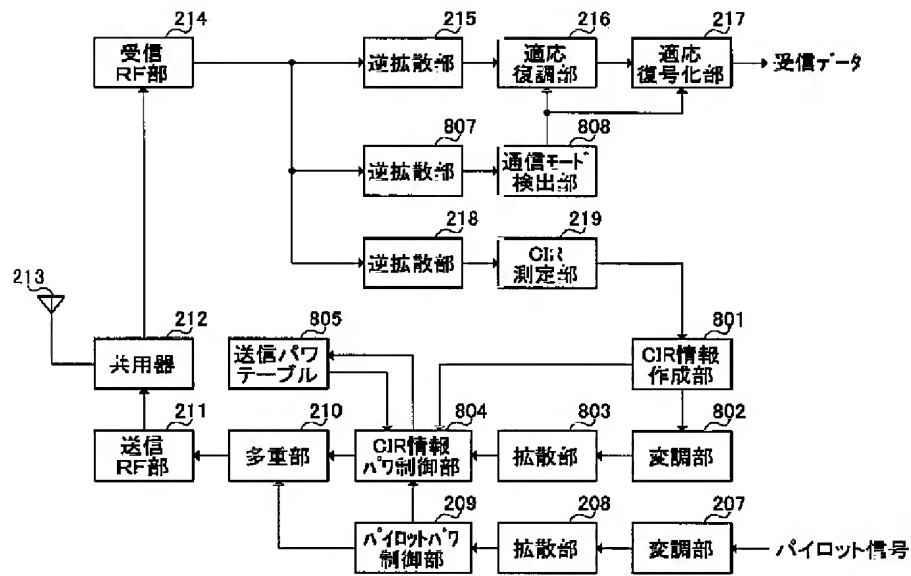 214
受信
RF部
215
逆拡散部
216
適応
復調部
217
適応
復号化部
受信データ
807
逆拡散部
808
通信モード
検出部
218
逆拡散部
219
CIR
測定部
213
212
共用器
805
送信パワ
テーブル
801
CIR情報
作成部
211
送信
RF部
210
多重部
804
CIR情報
パワ制御部
803
拡散部
802
変調部
209
パイロットパワ
制御部
208
拡散部
207
変調部
パイロット信号